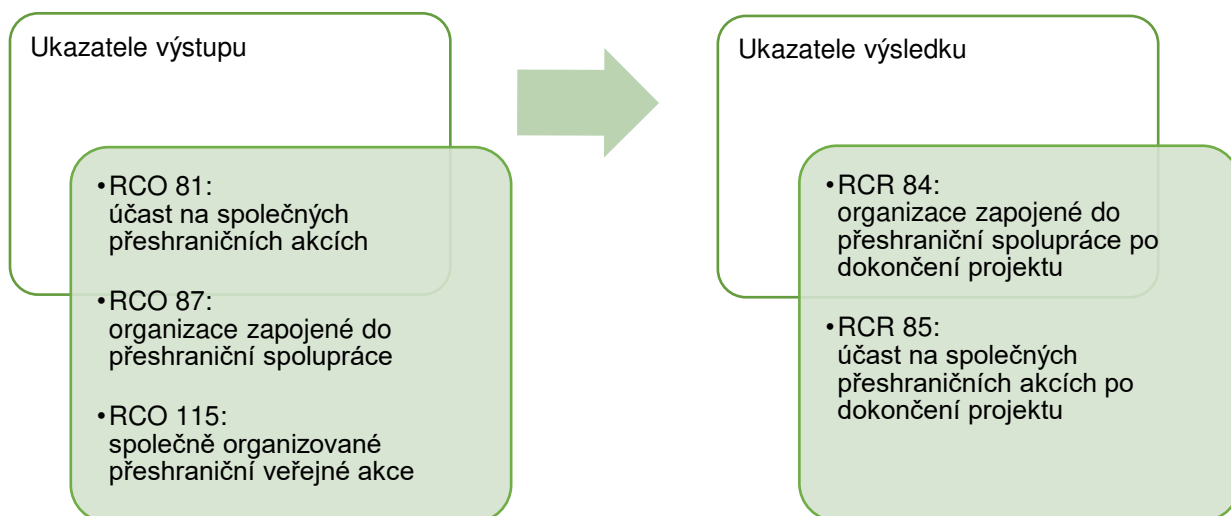 Ukazatele výstupu
•RCO 81:
účast na společných
přeshraničních akcích
•RCO 87:
organizace zapojené do
přeshraniční spolupráce
•RCO 115:
společně organizované
přeshraniční veřejné akce
Ukazatele výsledku
•RCR 84:
organizace zapojené do
přeshraniční spolupráce po
dokončení projektu
•RCR 85:
účast na společných
přeshraničních akcích po
dokončení projektu